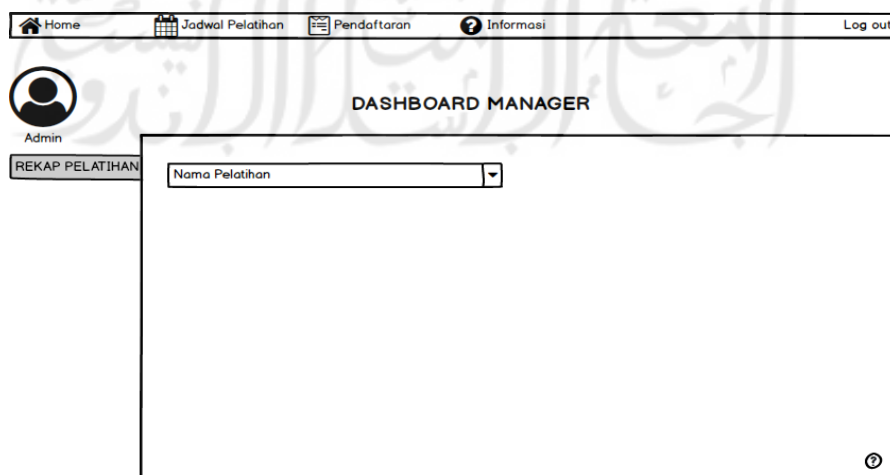 Home Jadwal Pelatihan Pendaftaran Informasi Log out
DASHBOARD MANAGER
Admin
REKAP PELATIHAN
Nama Pelatihan